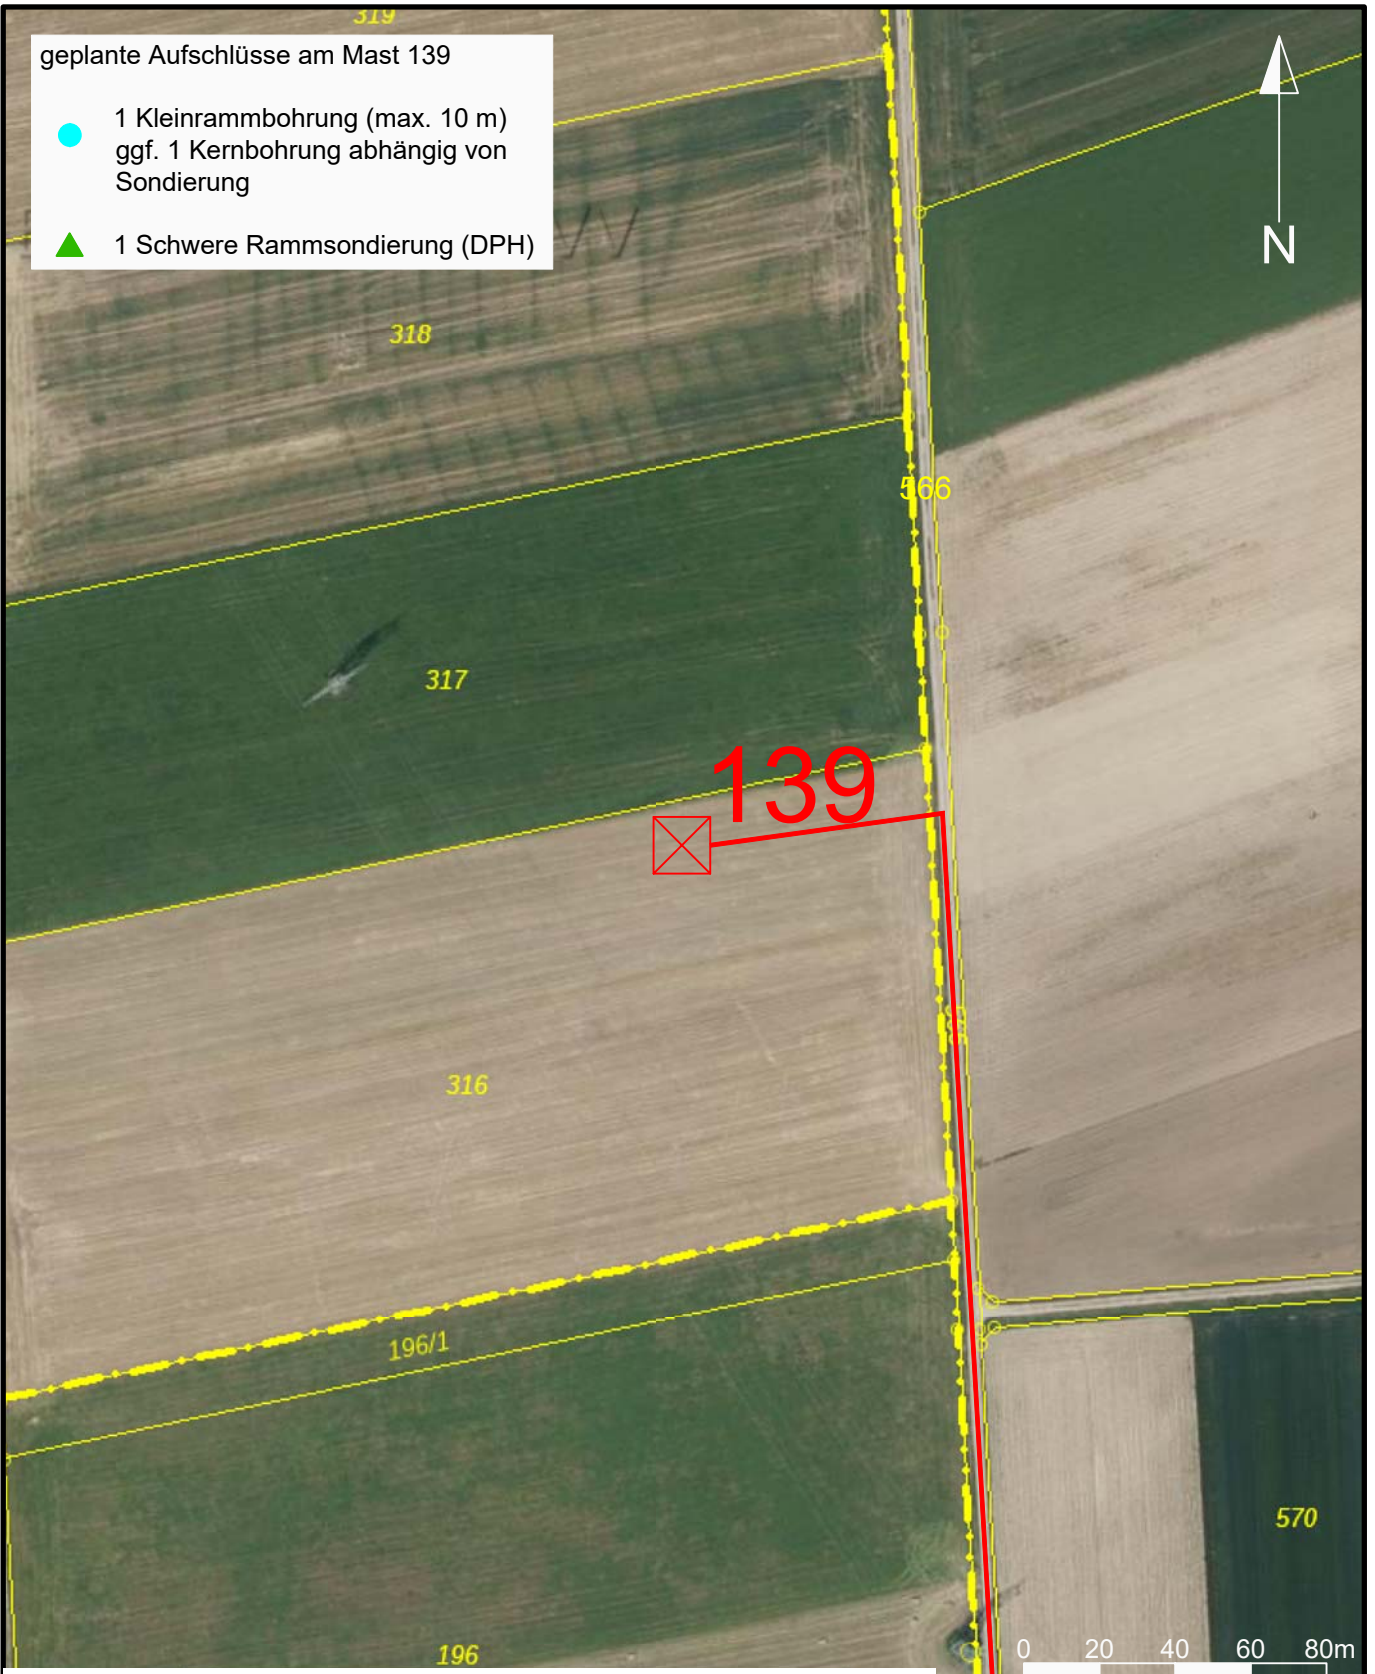 319
geplante Aufschlüsse am Mast 139
1 Kleinrammbohrung (max. 10 m)
ggf. 1 Kernbohrung abhängig von
Sondierung
1 Schwere Rammsondierung (DPH)
N
318
566
317
139
316
196/1
570
196
0 20 40 60 80m